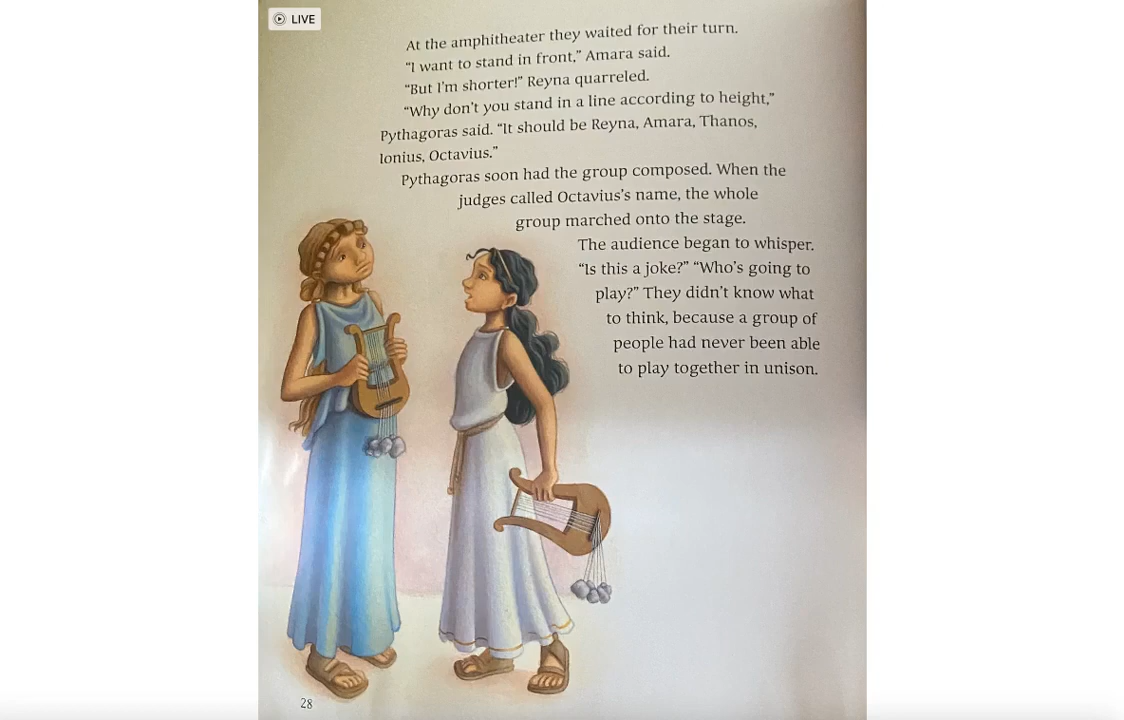 LIVE
At the amphitheater they waited for their turn.
“I want to stand in front,” Amara said.
“But I’m shorter!” Reyna quarreled.
“Why don’t you stand in a line according to height,”
Pythagoras said. “It should be Reyna, Amara, Thanos,
Ionius, Octavius.”
Pythagoras soon had the group composed. When the
judges called Octavius’s name, the whole
group marched onto the stage.
The audience began to whisper.
“Is this a joke?” “Who’s going to
play?” They didn’t know what
to think, because a group of
people had never been able
to play together in unison.
28